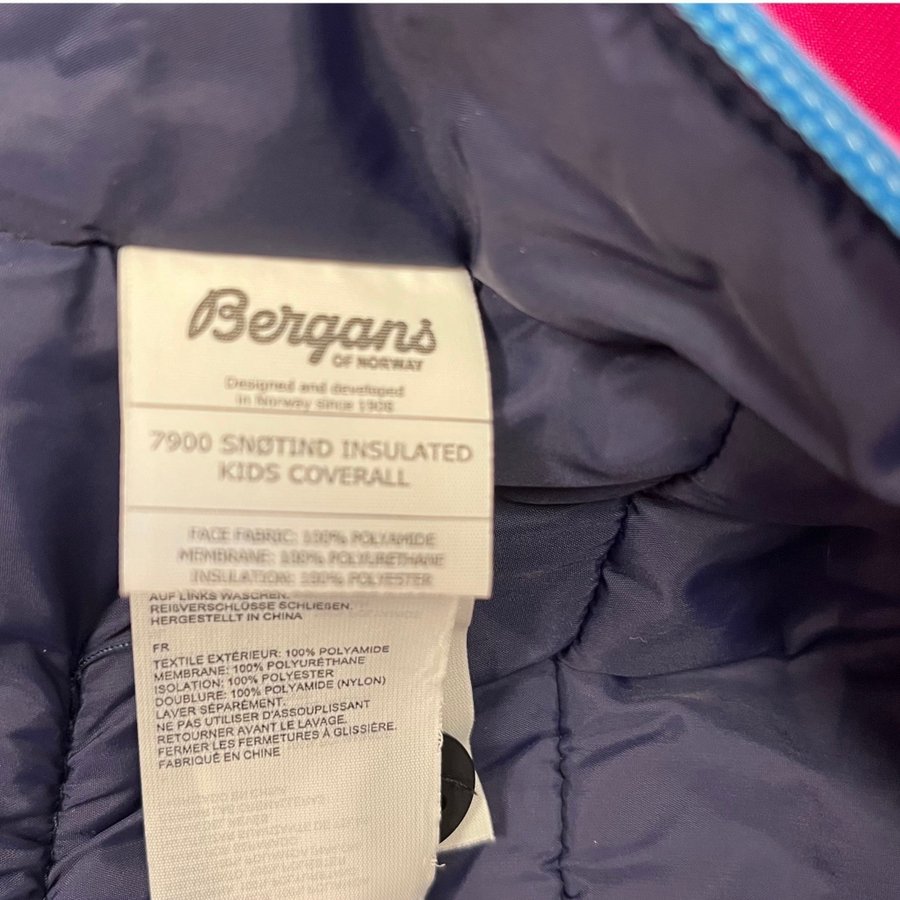 Bergans
OF NORWAY
Designed and developed
in Norway since 1908
7900 SNØTIND INSULATED
KIDS COVERALL
FACE FABRIC: 100% POLYAMIDE
MEMBRANE: 100% POLYURETHANE
INSULATION: 100% POLYESTER
AUF LINKS WASCHEN.
REIßVERSCHLÜSSE SCHLIEßEN.
HERGESTELLT IN CHINA
FR
TEXTILE EXTÉRIEUR: 100% POLYAMIDE
MEMBRANE: 100% POLYURÉTHANE
ISOLATION: 100% POLYESTER
DOUBLURE: 100% POLYAMIDE (NYLON)
LAVER SÉPARÉMENT.
NE PAS UTILISER D'ASSOUPLISSANT
RETOURNER AVANT LE LAVAGE.
FERMER LES FERMETURES À GLISSIÈRE.
FABRIQUÉ EN CHINE